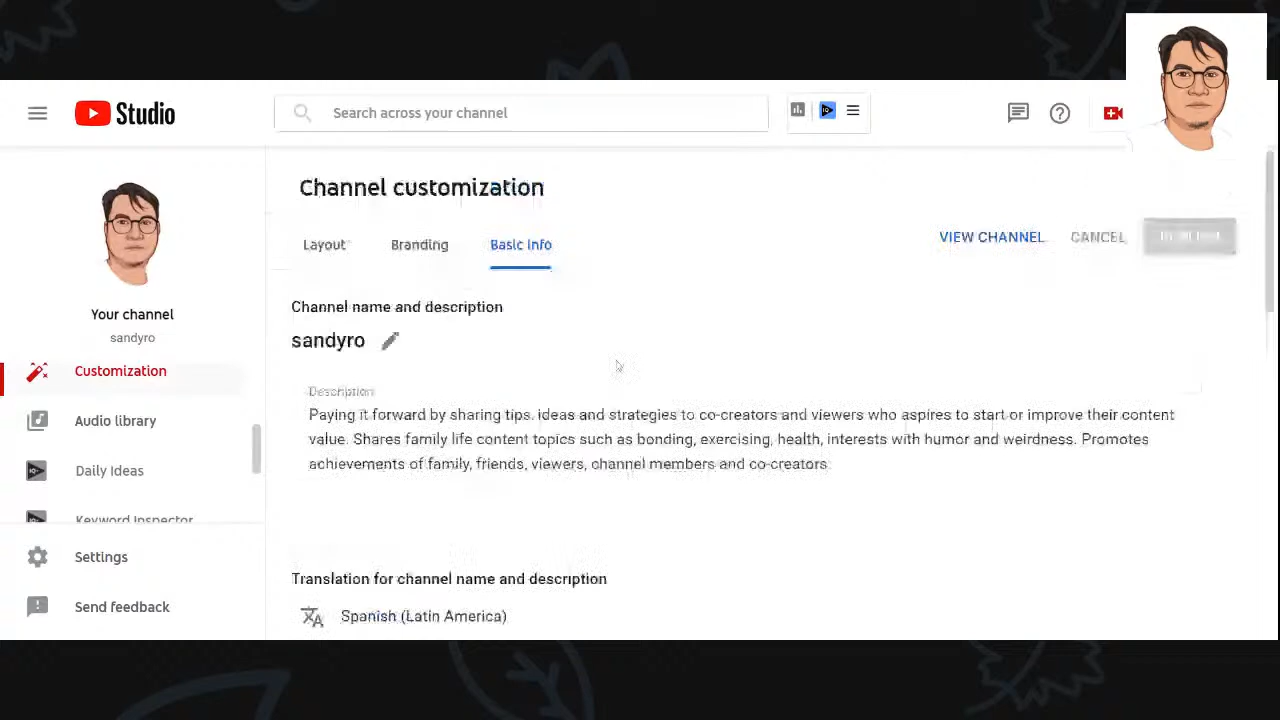 Studio
Search across your channel
Channel customization
Layout
Branding
Basic info
VIEW CHANNEL
CANCEL
Your channel
sandyro
Customization
Audio library
Daily Ideas
Keyword Inspector
Settings
Send feedback
Channel name and description
sandyro
Description
Paying it forward by sharing tips, ideas and strategies to co-creators and viewers who aspires to start or improve their content
value. Shares family life content topics such as bonding, exercising, health, interests with humor and weirdness. Promotes
achievements of family, friends, viewers, channel members and co-creators.
Translation for channel name and description
Spanish (Latin America)